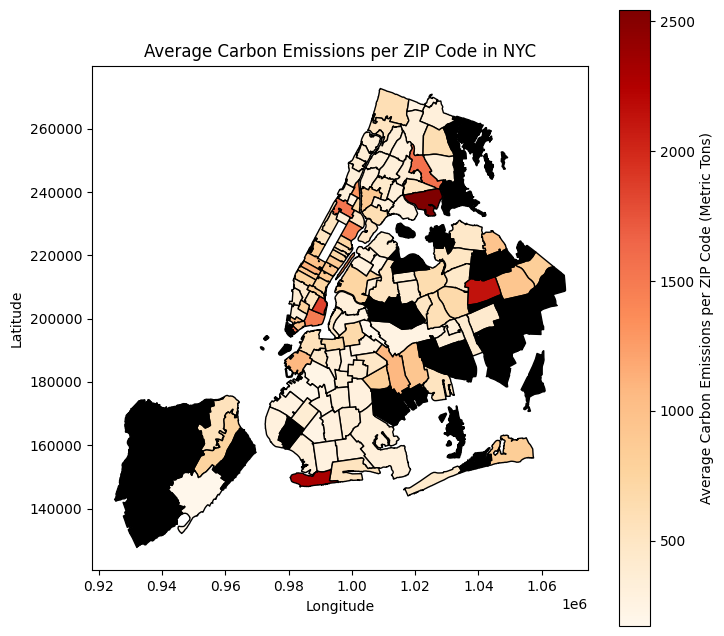 Average Carbon Emissions per ZIP Code in NYC
2500
2000
1500
1000
500
Average Carbon Emissions per ZIP Code (Metric Tons)
260000
240000
220000
200000
180000
160000
140000
Latitude
0.92 0.94 0.96 0.98 1.00 1.02 1.04 1.06
1e6
Longitude